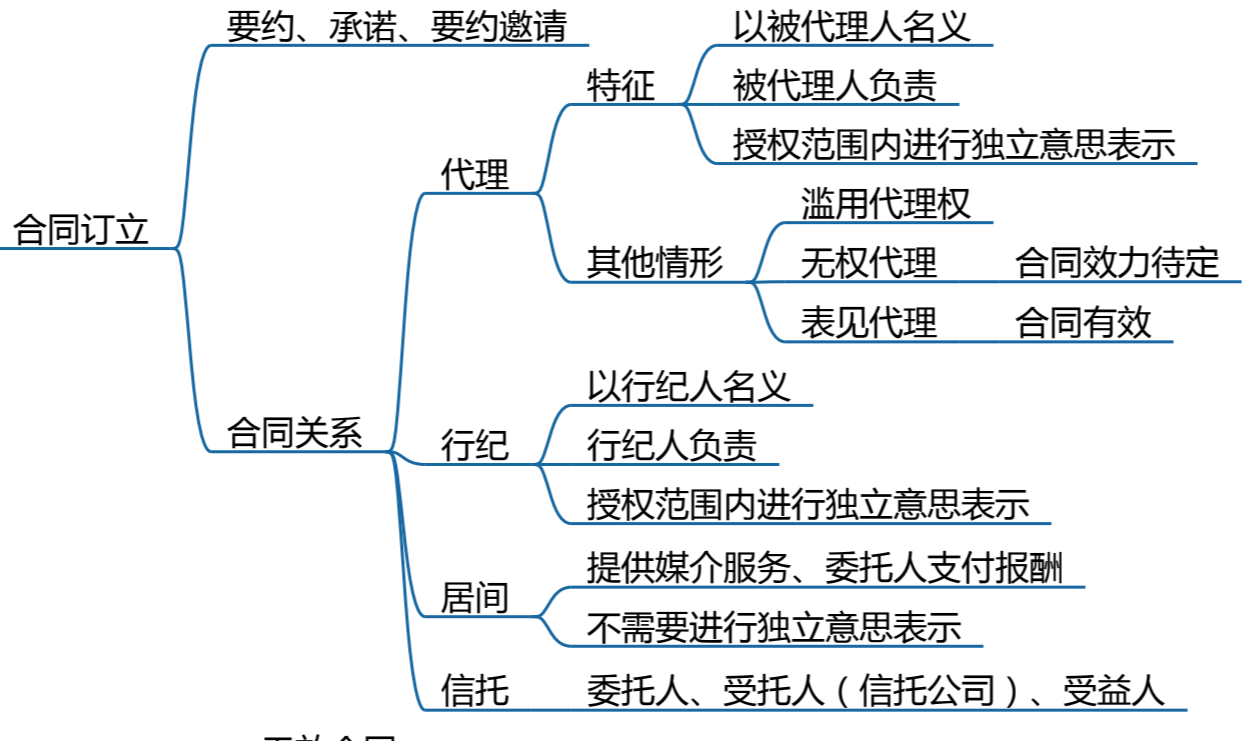 要约、承诺、要约邀请
以被代理人名义
特征
被代理人负责
授权范围内进行独立意思表示
代理
滥用代理权
合同订立
其他情形
无权代理
合同效力待定
表见代理
合同有效
以行纪人名义
合同关系
行纪
行纪人负责
授权范围内进行独立意思表示
提供媒介服务、委托人支付报酬
居间
不需要进行独立意思表示
信托
委托人、受托人（信托公司）、受益人